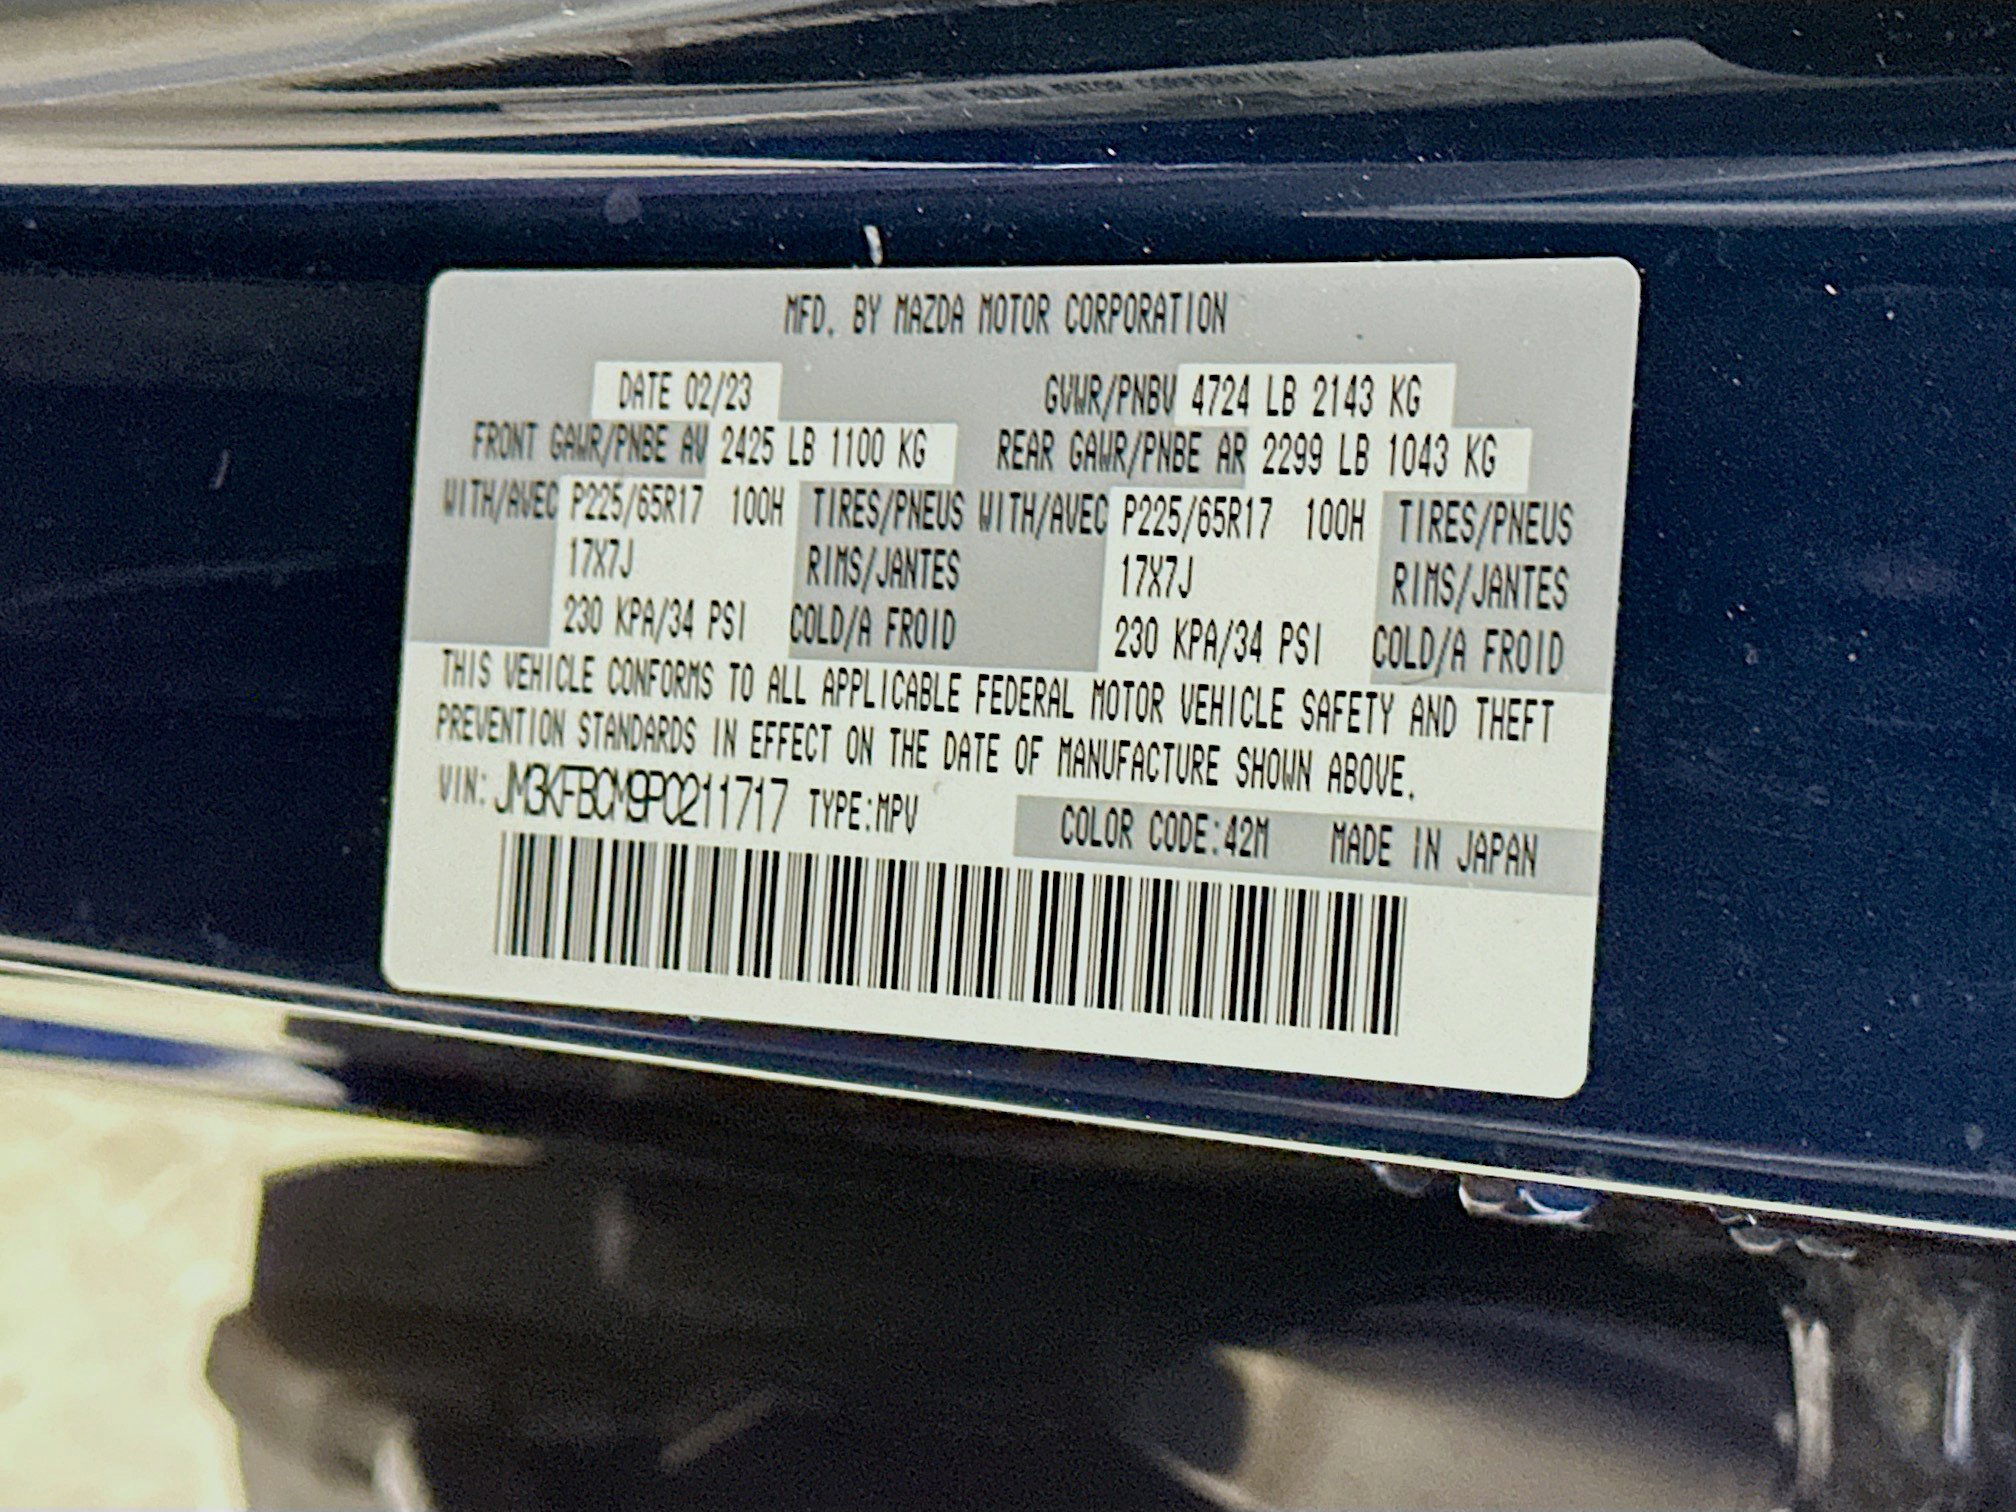 MFD. BY MAZDA MOTOR CORPORATION
DATE 02/23 GVWR/PNBV 4724 LB 2143 KG
FRONT GAWR/PNBE AV 2425 LB 1100 KG REAR GAWR/PNBE AR 2299 LB 1043 KG
WITH/AVEC P225/65R17 100H TIRES/PNEUS WITH/AVEC P225/65R17 100H TIRES/PNEUS
17X7J RIMS/JANTES 17X7J RIMS/JANTES
230 KPA/34 PSI COLD/A FROID 230 KPA/34 PSI COLD/A FROID
THIS VEHICLE CONFORMS TO ALL APPLICABLE FEDERAL MOTOR VEHICLE SAFETY AND THEFT
PREVENTION STANDARDS IN EFFECT ON THE DATE OF MANUFACTURE SHOWN ABOVE.
VIN: JM3KFBCM9P0211717 TYPE:MPV COLOR CODE:42M MADE IN JAPAN